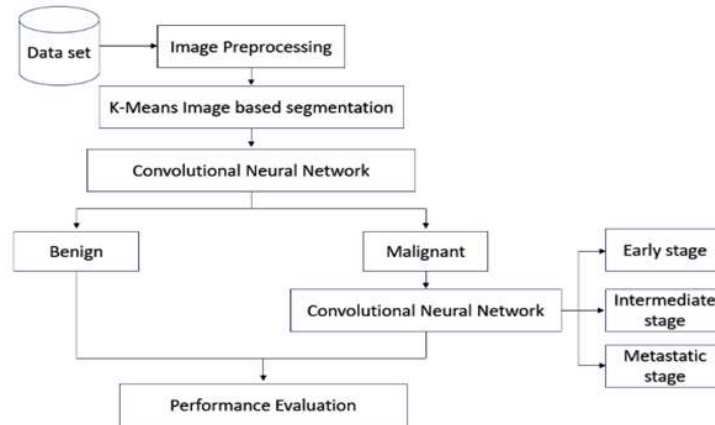 Data set
Image Preprocessing
K-Means Image based segmentation
Convolutional Neural Network
Benign
Malignant
Early stage
Convolutional Neural Network
Intermediate
stage
Metastatic
stage
Performance Evaluation